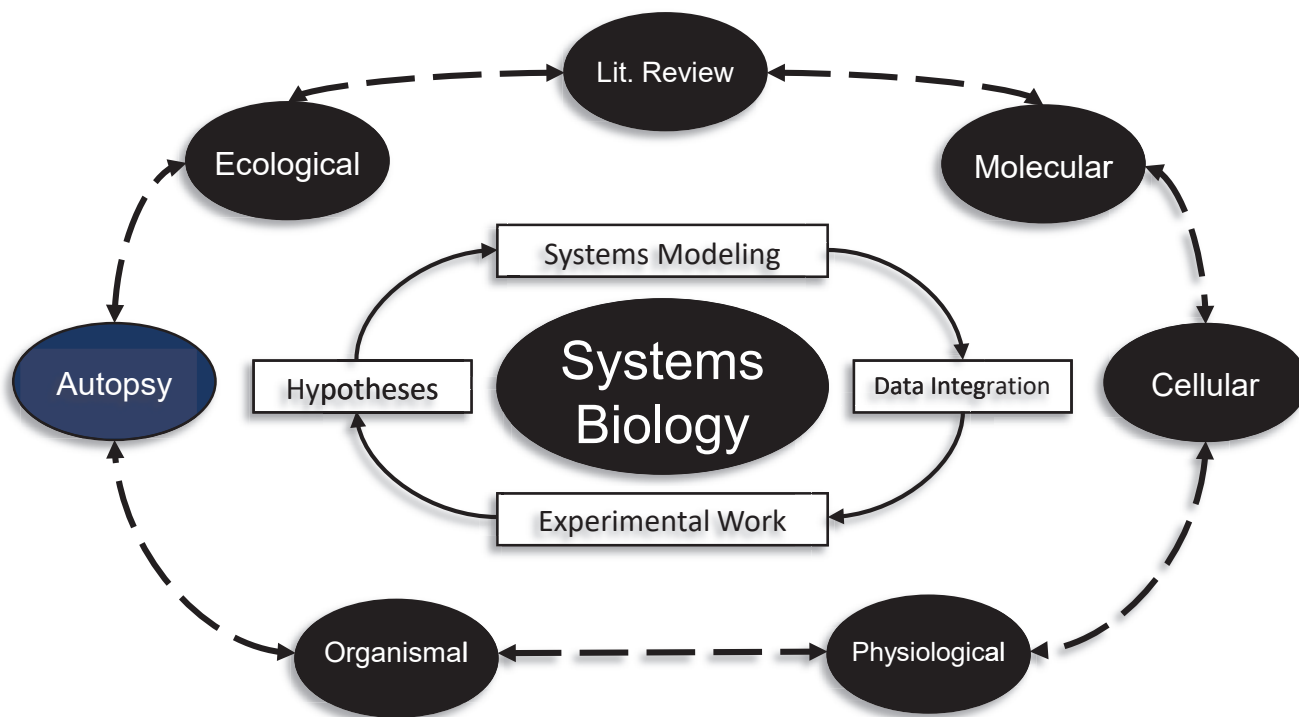 Lit. Review
Ecological
Molecular
Systems Modeling
Autopsy
Hypotheses
Systems
Biology
Data Integration
Cellular
Experimental Work
Organismal
Physiological